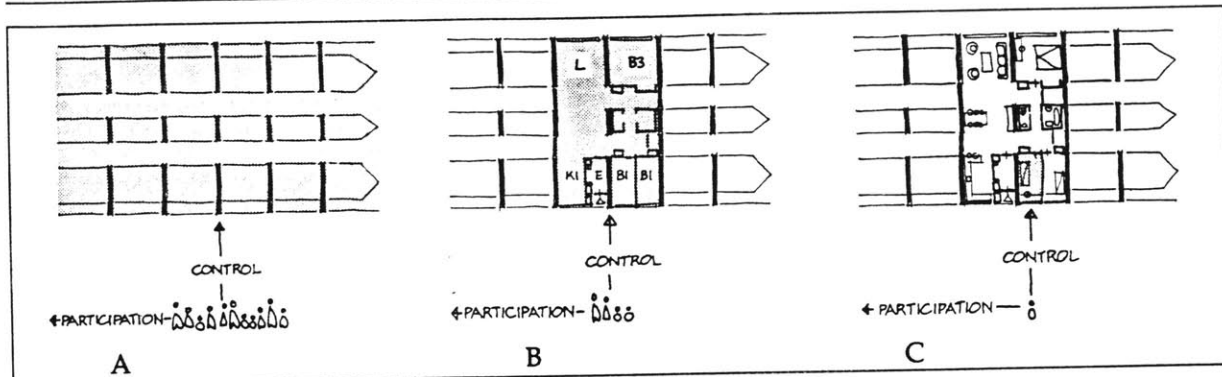 L
B3
K1
E
B1
B1
CONTROL
CONTROL
CONTROL
←PARTICIPATION
←PARTICIPATION
←PARTICIPATION
A
B
C